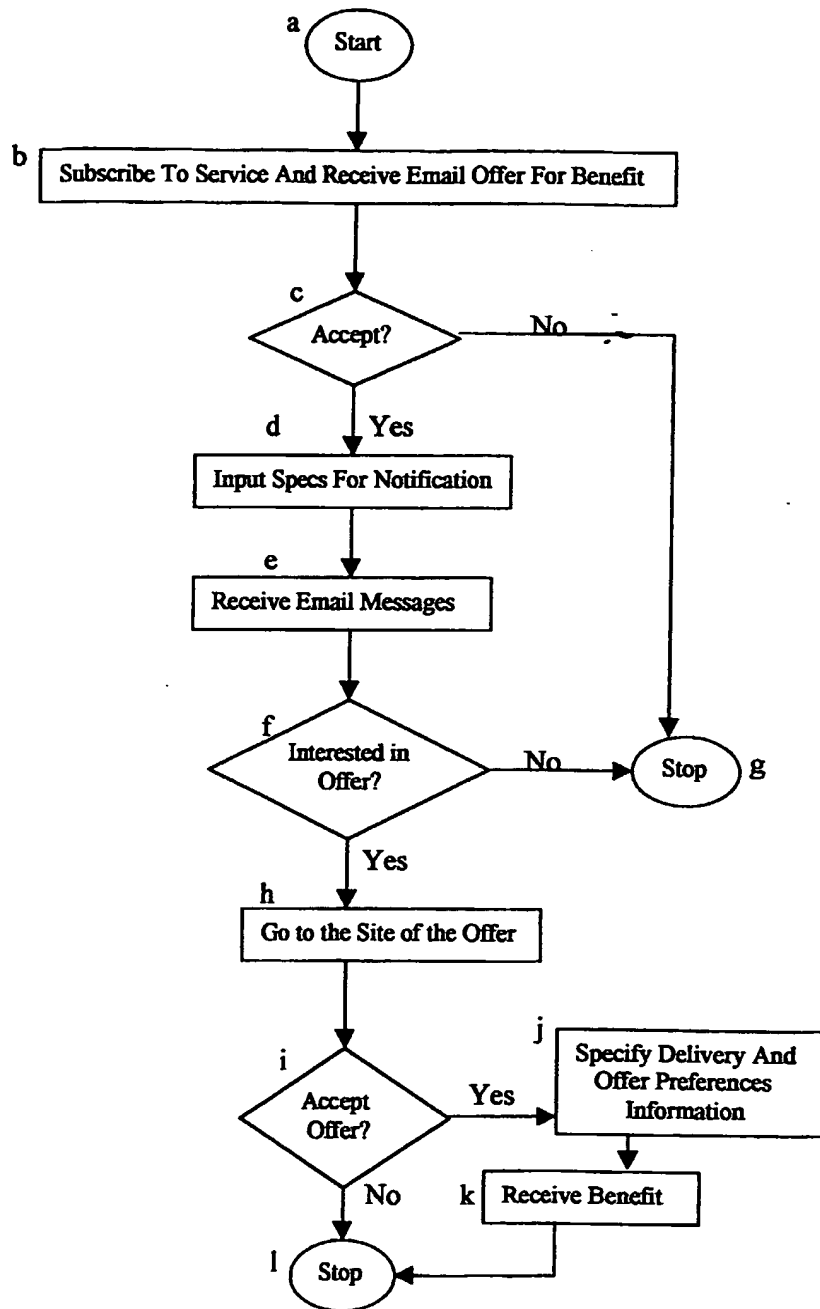 a
Start
b
Subscribe To Service And Receive Email Offer For Benefit
c
Accept?
No
d
Yes
Input Specs For Notification
e
Receive Email Messages
f
Interested in
Offer?
No
Stop
g
Yes
h
Go to the Site of the Offer
i
Accept
Offer?
Yes
j
Specify Delivery And
Offer Preferences
Information
No
k
Receive Benefit
l
Stop